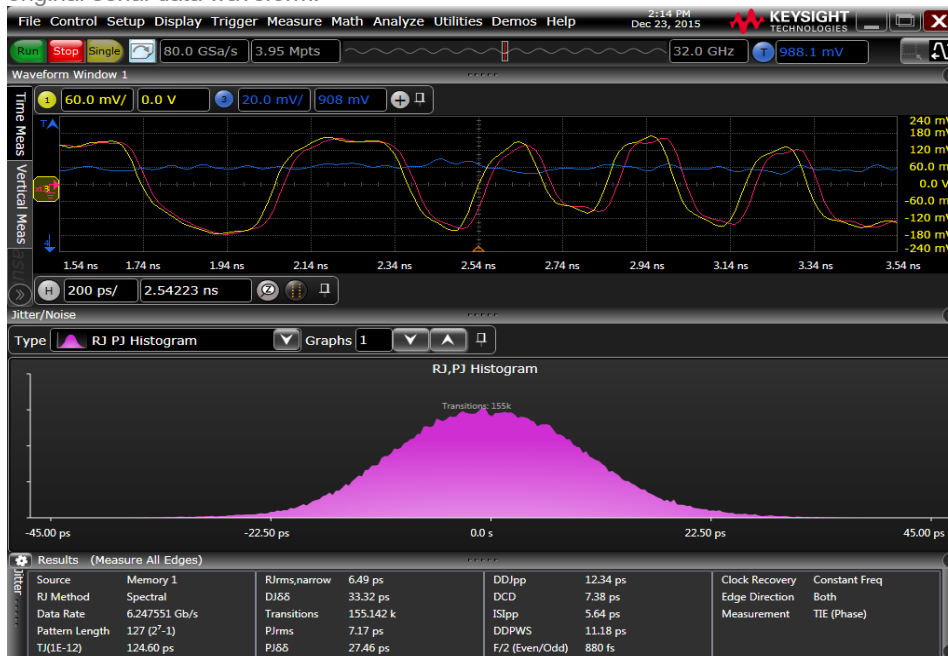 original serial data waveform.
File Control Setup Display Trigger Measure Math Analyze Utilities Demos Help
2:14 PM
Dec 23, 2015
KEYSIGHT
TECHNOLOGIES
Run Stop Single 80.0 GSa/s 3.95 Mpts 32.0 GHz T 988.1 mV
Waveform Window 1
Time Meas
Vertical Meas
1 60.0 mV/ 0.0 V 3 20.0 mV/ 908 mV +
240 mV
180 mV
120 mV
60.0 m
0.0 V
-60.0 m
-120 mV
-180 mV
-240 mV
1.54 ns 1.74 ns 1.94 ns 2.14 ns 2.34 ns 2.54 ns 2.74 ns 2.94 ns 3.14 ns 3.34 ns 3.54 ns
H 200 ps/ 2.54223 ns
Jitter/Noise
Type RJ PJ Histogram Graphs 1
RJ,PJ Histogram
Transitions: 155k
-45.00 ps -22.50 ps 0.0 s 22.50 ps 45.00 ps
Results (Measure All Edges)
Jitter
Source Memory 1 RJrms,narrow 6.49 ps DDJpp 12.34 ps Clock Recovery Constant Freq
RJ Method Spectral DJδδ 33.32 ps DCD 7.38 ps Edge Direction Both
Data Rate 6.247551 Gb/s Transitions 155.142 k ISIpp 5.64 ps Measurement TIE (Phase)
Pattern Length 127 (2⁷-1) PJrms 7.17 ps DDPWS 11.18 ps
TJ(1E-12) 124.60 ps PJδδ 27.46 ps F/2 (Even/Odd) 880 fs